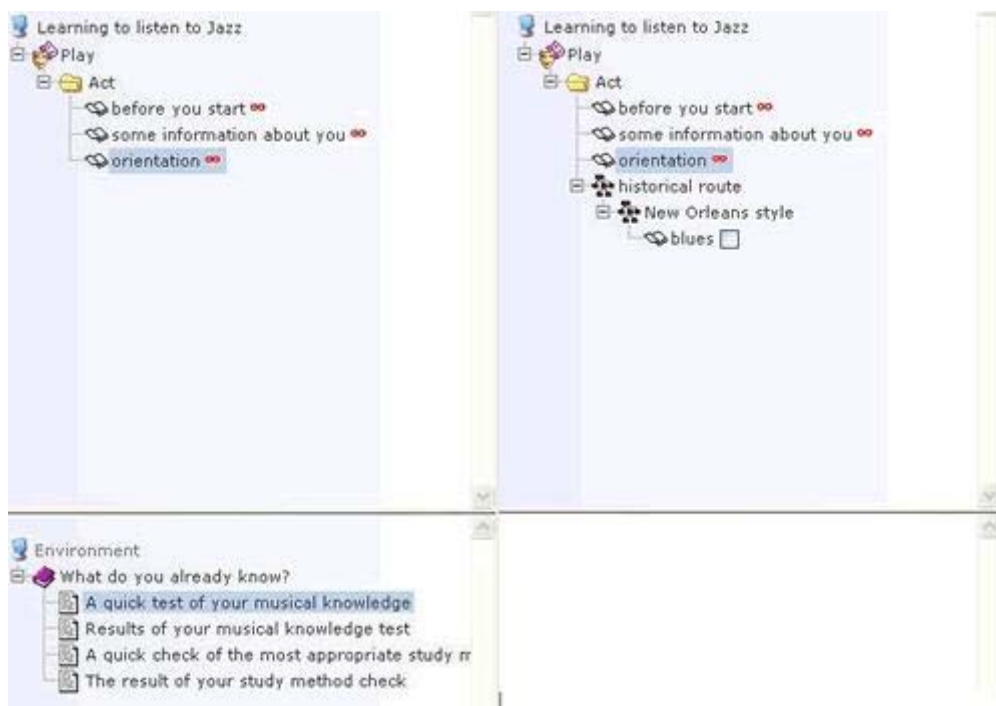 Learning to listen to Jazz
Play
Act
before you start
some information about you
orientation
Environment
What do you already know?
A quick test of your musical knowledge
Results of your musical knowledge test
A quick check of the most appropriate study m
The result of your study method check
Learning to listen to Jazz
Play
Act
before you start
some information about you
orientation
historical route
New Orleans style
blues